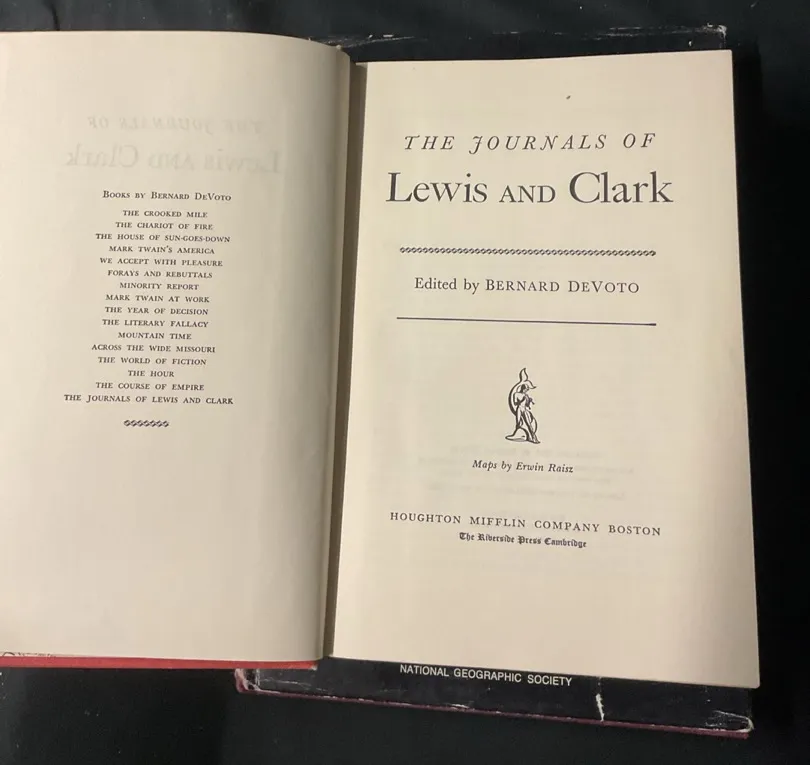 BOOKS BY BERNARD DEVOTO
THE CROOKED MILE
THE CHARIOT OF FIRE
THE HOUSE OF SUN-GOES-DOWN
MARK TWAIN'S AMERICA
WE ACCEPT WITH PLEASURE
FORAYS AND REBUTTALS
MINORITY REPORT
MARK TWAIN AT WORK
THE YEAR OF DECISION
THE LITERARY FALLACY
MOUNTAIN TIME
ACROSS THE WIDE MISSOURI
THE WORLD OF FICTION
THE HOUR
THE COURSE OF EMPIRE
THE JOURNALS OF LEWIS AND CLARK
THE JOURNALS OF
Lewis AND Clark
Edited by BERNARD DEVOTO
Maps by Erwin Raisz
HOUGHTON MIFFLIN COMPANY BOSTON
The Riverside Press Cambridge
NATIONAL GEOGRAPHIC SOCIETY